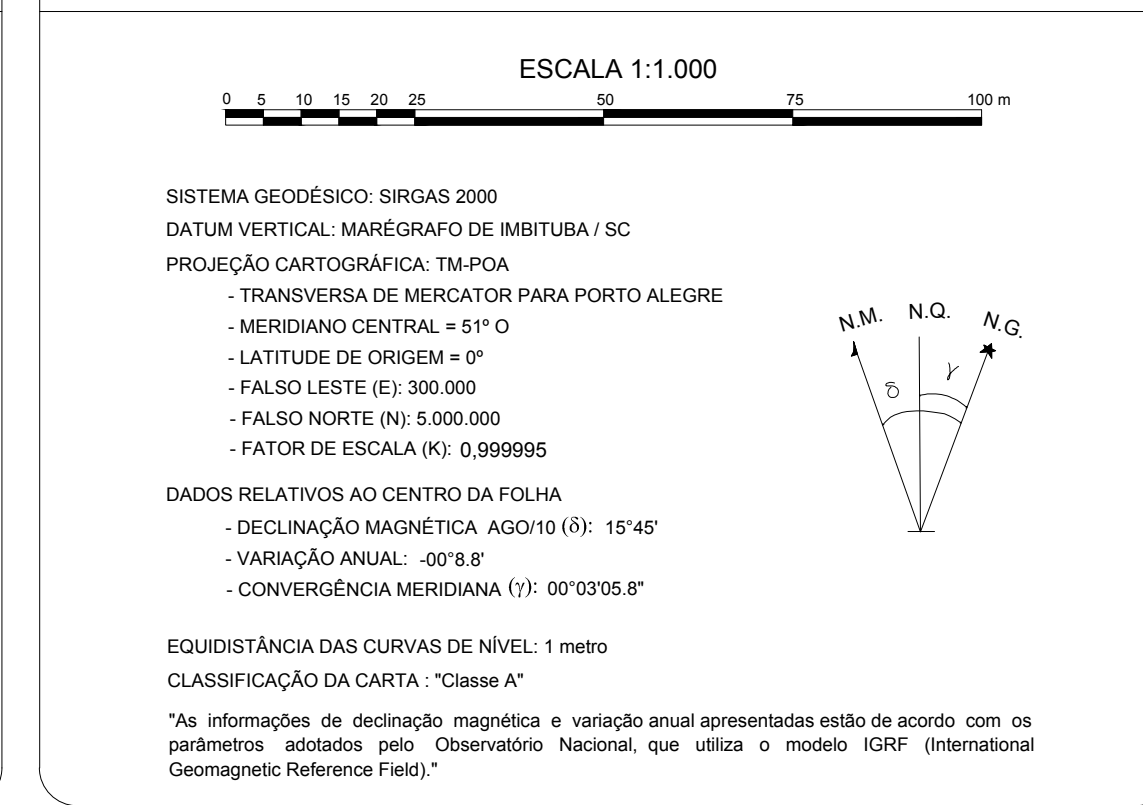 ESCALA 1:1.000
0 5 10 15 20 25 50 75 100 m
SISTEMA GEODÉSICO: SIRGAS 2000
DATUM VERTICAL: MARÉGRAFO DE IMBITUBA / SC
PROJEÇÃO CARTOGRÁFICA: TM-POA
- TRANSVERSA DE MERCATOR PARA PORTO ALEGRE
- MERIDIANO CENTRAL = 51º O
- LATITUDE DE ORIGEM = 0º
- FALSO LESTE (E): 300.000
- FALSO NORTE (N): 5.000.000
- FATOR DE ESCALA (K): 0,999995
N.M. N.Q. N.G.
δ γ
DADOS RELATIVOS AO CENTRO DA FOLHA
- DECLINAÇÃO MAGNÉTICA AGO/10 (δ): 15°45'
- VARIAÇÃO ANUAL: -00°8.8'
- CONVERGÊNCIA MERIDIANA (γ): 00°03'05.8"
EQUIDISTÂNCIA DAS CURVAS DE NÍVEL: 1 metro
CLASSIFICAÇÃO DA CARTA : "Classe A"
"As informações de declinação magnética e variação anual apresentadas estão de acordo com os
parâmetros adotados pelo Observatório Nacional, que utiliza o modelo IGRF (International
Geomagnetic Reference Field)."